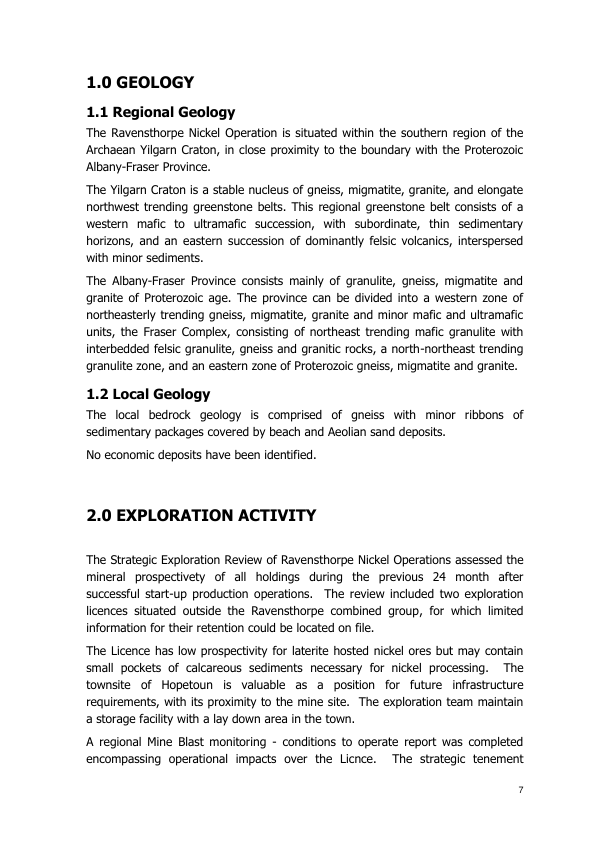 1.0 GEOLOGY
1.1 Regional Geology
The Ravensthorpe Nickel Operation is situated within the southern region of the
Archaean Yilgarn Craton, in close proximity to the boundary with the Proterozoic
Albany-Fraser Province.
The Yilgarn Craton is a stable nucleus of gneiss, migmatite, granite, and elongate
northwest trending greenstone belts. This regional greenstone belt consists of a
western mafic to ultramafic succession, with subordinate, thin sedimentary
horizons, and an eastern succession of dominantly felsic volcanics, interspersed
with minor sediments.
The Albany-Fraser Province consists mainly of granulite, gneiss, migmatite and
granite of Proterozoic age. The province can be divided into a western zone of
northeasterly trending gneiss, migmatite, granite and minor mafic and ultramafic
units, the Fraser Complex, consisting of northeast trending mafic granulite with
interbedded felsic granulite, gneiss and granitic rocks, a north-northeast trending
granulite zone, and an eastern zone of Proterozoic gneiss, migmatite and granite.
1.2 Local Geology
The local bedrock geology is comprised of gneiss with minor ribbons of
sedimentary packages covered by beach and Aeolian sand deposits.
No economic deposits have been identified.
2.0 EXPLORATION ACTIVITY
The Strategic Exploration Review of Ravensthorpe Nickel Operations assessed the
mineral prospectivety of all holdings during the previous 24 month after
successful start-up production operations. The review included two exploration
licences situated outside the Ravensthorpe combined group, for which limited
information for their retention could be located on file.
The Licence has low prospectivity for laterite hosted nickel ores but may contain
small pockets of calcareous sediments necessary for nickel processing. The
townsite of Hopetoun is valuable as a position for future infrastructure
requirements, with its proximity to the mine site. The exploration team maintain
a storage facility with a lay down area in the town.
A regional Mine Blast monitoring - conditions to operate report was completed
encompassing operational impacts over the Licnce. The strategic tenement
7